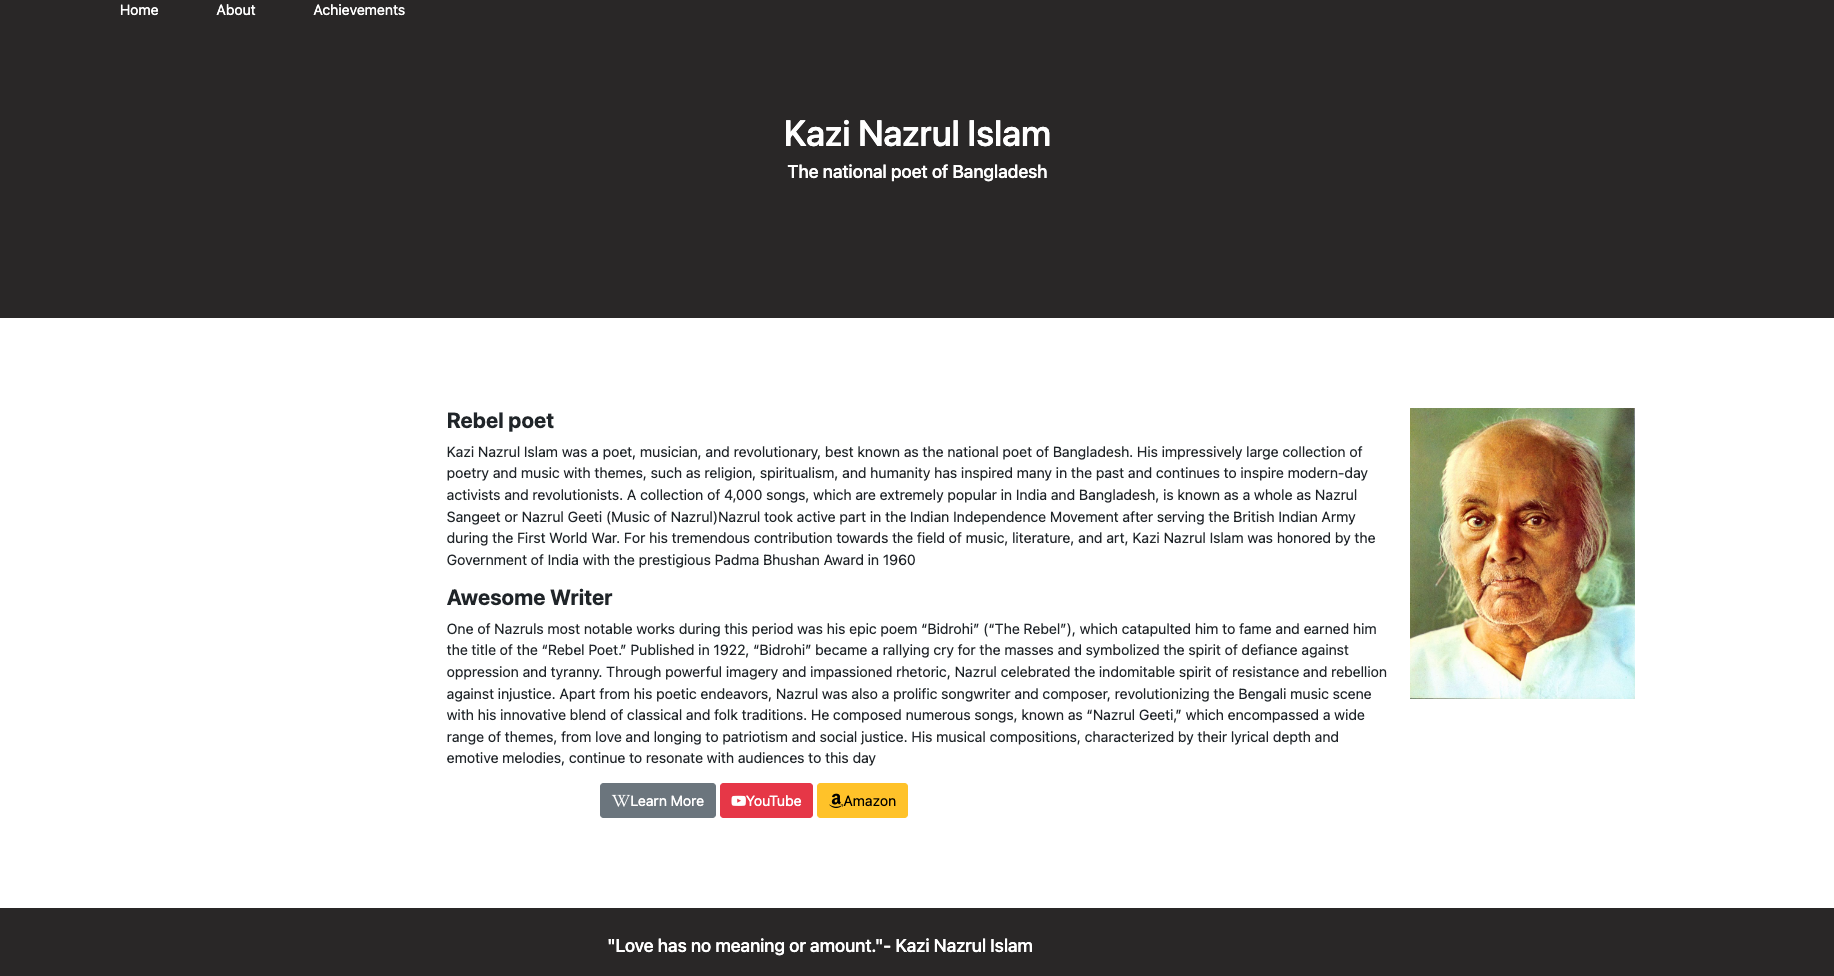 Home About Achievements
Kazi Nazrul Islam
The national poet of Bangladesh
Rebel poet
Kazi Nazrul Islam was a poet, musician, and revolutionary, best known as the national poet of Bangladesh. His impressively large collection of
poetry and music with themes, such as religion, spiritualism, and humanity has inspired many in the past and continues to inspire modern-day
activists and revolutionists. A collection of 4,000 songs, which are extremely popular in India and Bangladesh, is known as a whole as Nazrul
Sangeet or Nazrul Geeti (Music of Nazrul)Nazrul took active part in the Indian Independence Movement after serving the British Indian Army
during the First World War. For his tremendous contribution towards the field of music, literature, and art, Kazi Nazrul Islam was honored by the
Government of India with the prestigious Padma Bhushan Award in 1960
Awesome Writer
One of Nazruls most notable works during this period was his epic poem “Bidrohi” (“The Rebel”), which catapulted him to fame and earned him
the title of the “Rebel Poet.” Published in 1922, “Bidrohi” became a rallying cry for the masses and symbolized the spirit of defiance against
oppression and tyranny. Through powerful imagery and impassioned rhetoric, Nazrul celebrated the indomitable spirit of resistance and rebellion
against injustice. Apart from his poetic endeavors, Nazrul was also a prolific songwriter and composer, revolutionizing the Bengali music scene
with his innovative blend of classical and folk traditions. He composed numerous songs, known as “Nazrul Geeti,” which encompassed a wide
range of themes, from love and longing to patriotism and social justice. His musical compositions, characterized by their lyrical depth and
emotive melodies, continue to resonate with audiences to this day
Learn More YouTube Amazon
"Love has no meaning or amount."- Kazi Nazrul Islam